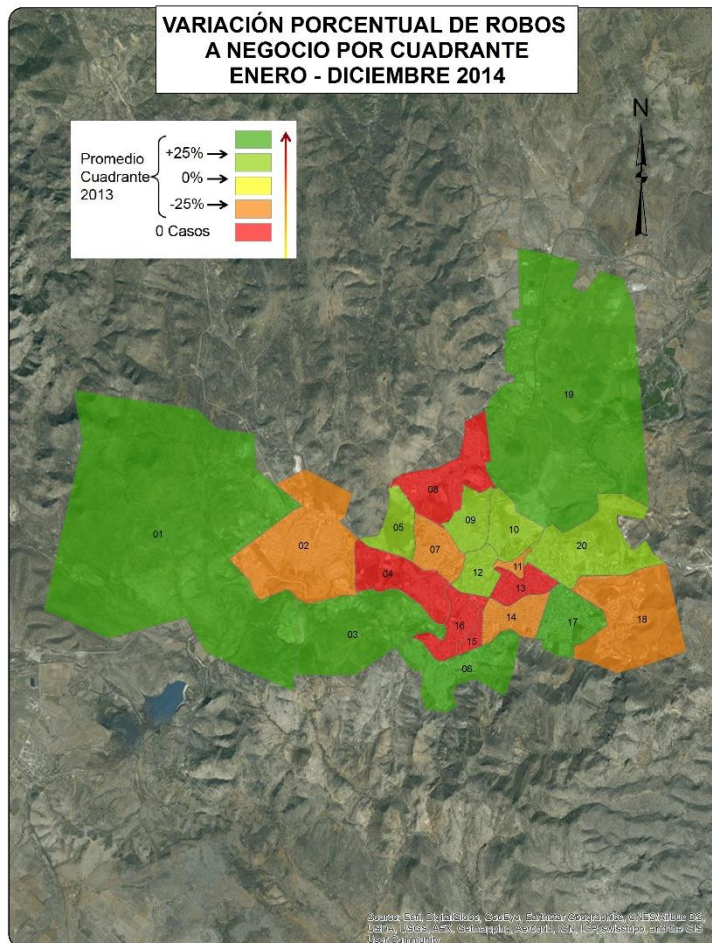 VARIACIÓN PORCENTUAL DE ROBOS
A NEGOCIO POR CUADRANTE
ENERO - DICIEMBRE 2014
N
Promedio
Cuadrante
2013
+25%
0%
-25%
0 Casos
19
08
01
05
09
10
02
07
20
12
11
04
13
14
17
18
03
16
15
06
Source: Esri, DigitalGlobe, GeoEye, Earthstar Geographics, CNES/Airbus DS,
USDA, USGS, AEX, Getmapping, Aerogrid, IGN, IGP, swisstopo, and the GIS
User Community